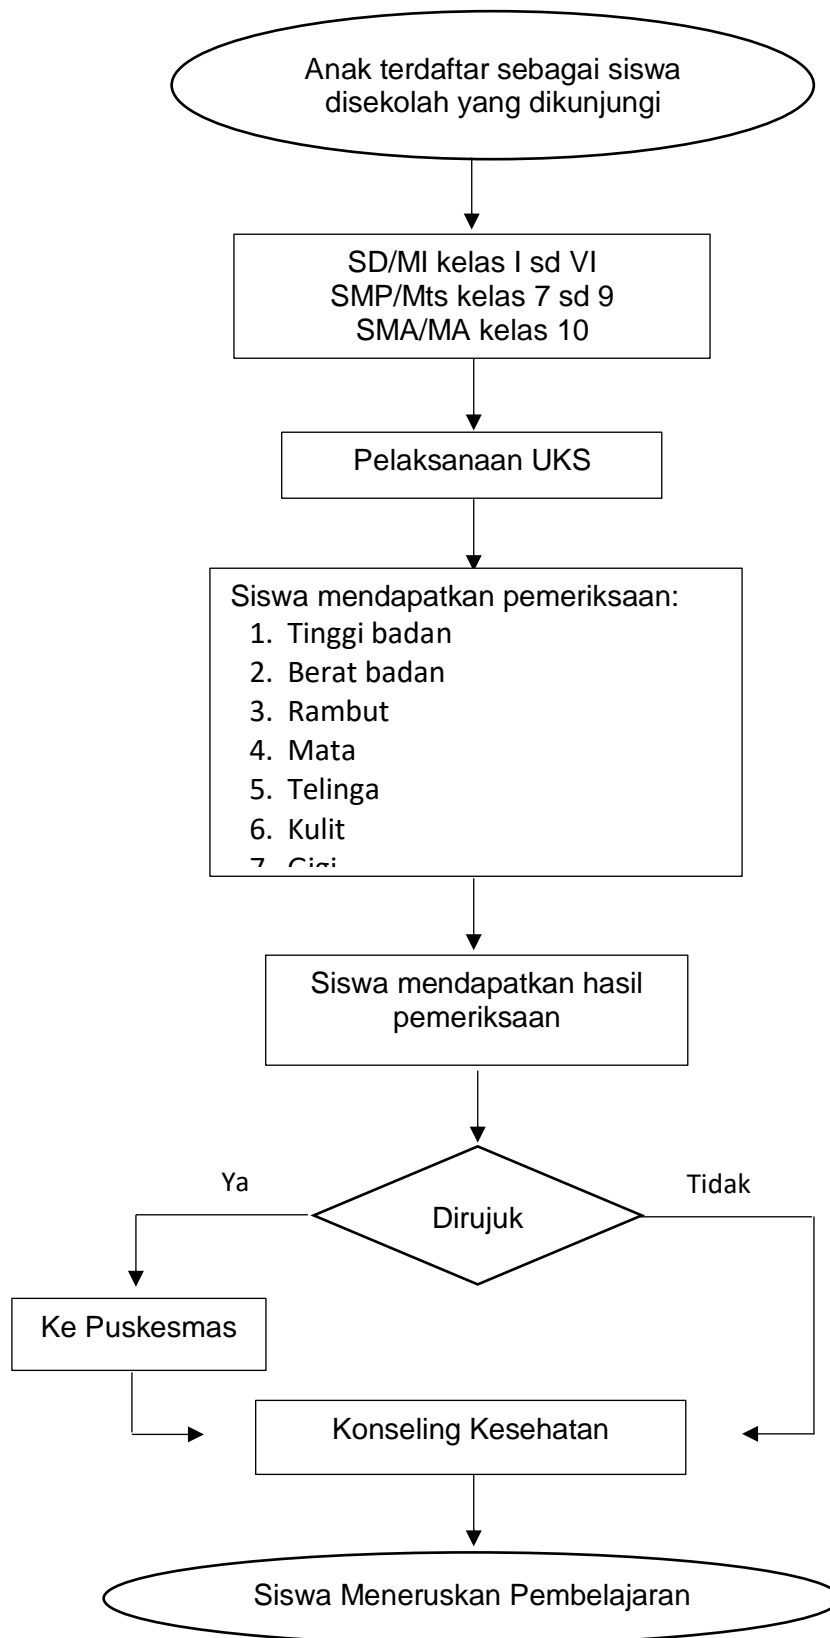 Anak terdaftar sebagai siswa
disekolah yang dikunjungi
SD/MI kelas I sd VI
SMP/Mts kelas 7 sd 9
SMA/MA kelas 10
Pelaksanaan UKS
Siswa mendapatkan pemeriksaan:
1. Tinggi badan
2. Berat badan
3. Rambut
4. Mata
5. Telinga
6. Kulit
7. Gigi
Siswa mendapatkan hasil
pemeriksaan
Ya
Tidak
Dirujuk
Ke Puskesmas
Konseling Kesehatan
Siswa Meneruskan Pembelajaran